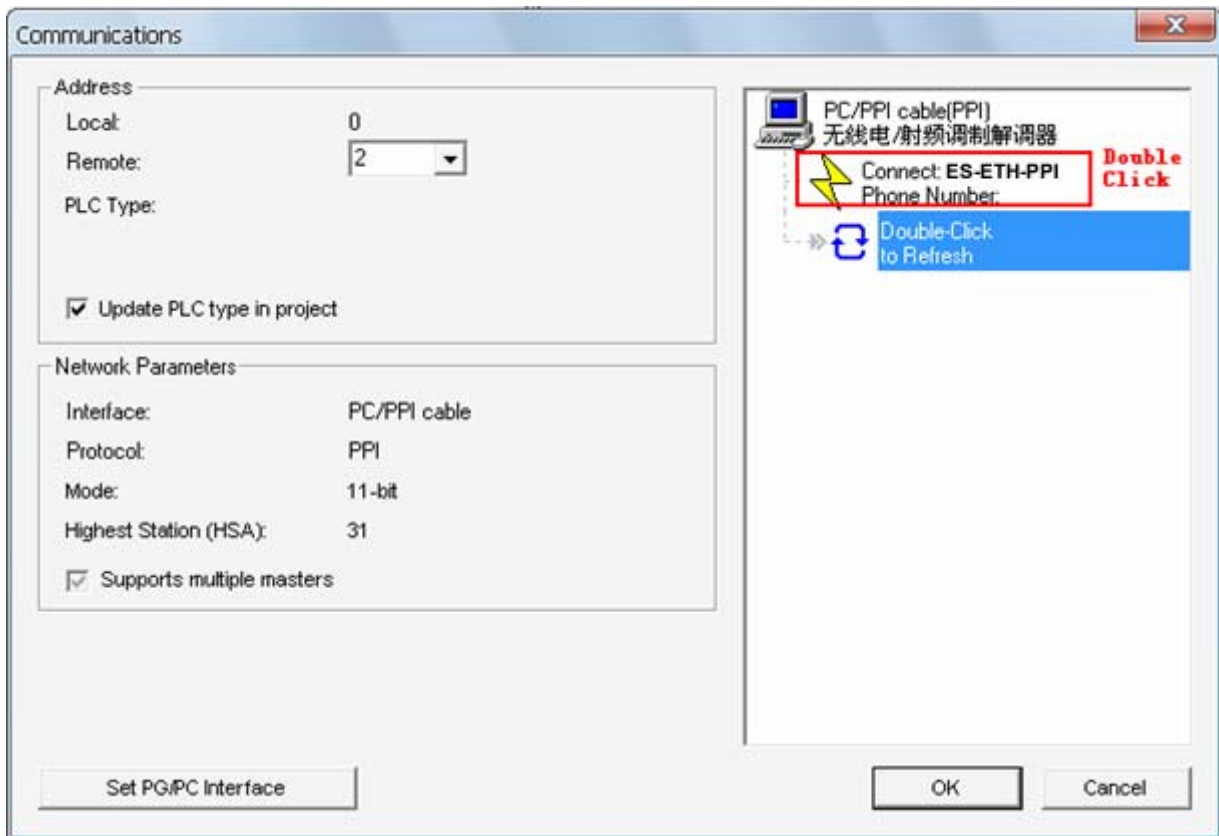 Communications
Address
Local: 0
Remote: 2
PLC Type:
Update PLC type in project
Network Parameters
Interface: PC/PPI cable
Protocol: PPI
Mode: 11-bit
Highest Station (HSA): 31
Supports multiple masters
Set PG/PC Interface
PC/PPI cable(PPI)
无线电/射频调制解调器
Connect: ES-ETH-PPI
Phone Number:
Double
Click
Double-Click
to Refresh
OK
Cancel